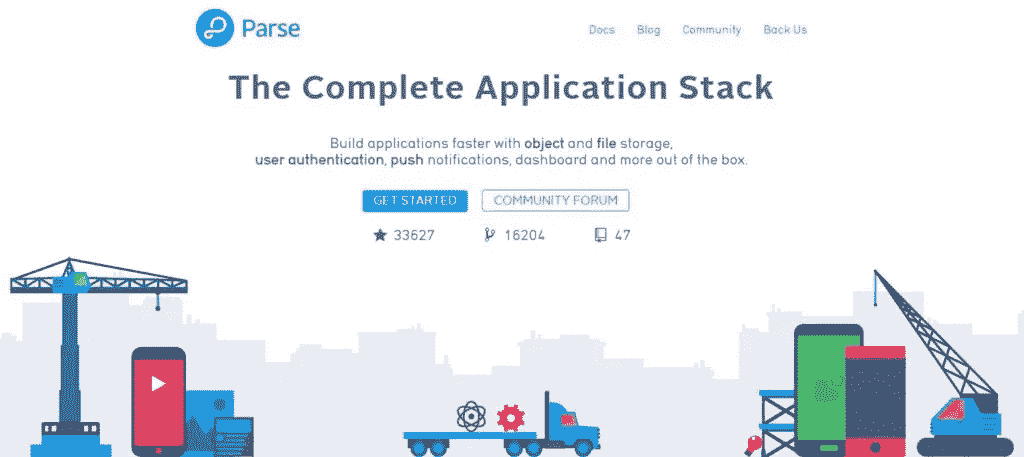 Parse
Docs Blog Community Back Us
The Complete Application Stack
Build applications faster with object and file storage,
user authentication, push notifications, dashboard and more out of the box.
GET STARTED COMMUNITY FORUM
33627 16204 47